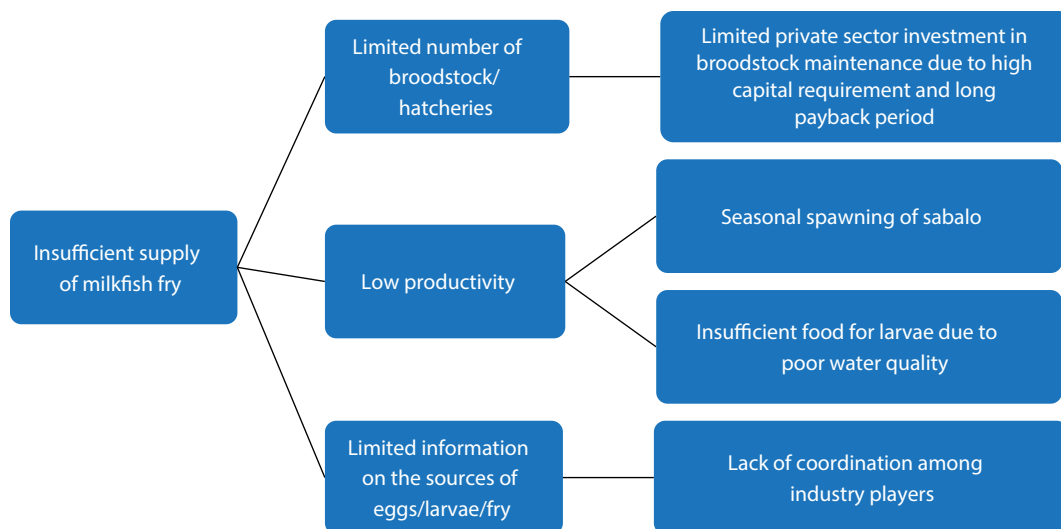 Insufficient supply
of milkfish fry
Limited number of
broodstock/
hatcheries
Limited private sector investment in
broodstock maintenance due to high
capital requirement and long
payback period
Low productivity
Seasonal spawning of sabalo
Insufficient food for larvae due to
poor water quality
Limited information
on the sources of
eggs/larvae/fry
Lack of coordination among
industry players